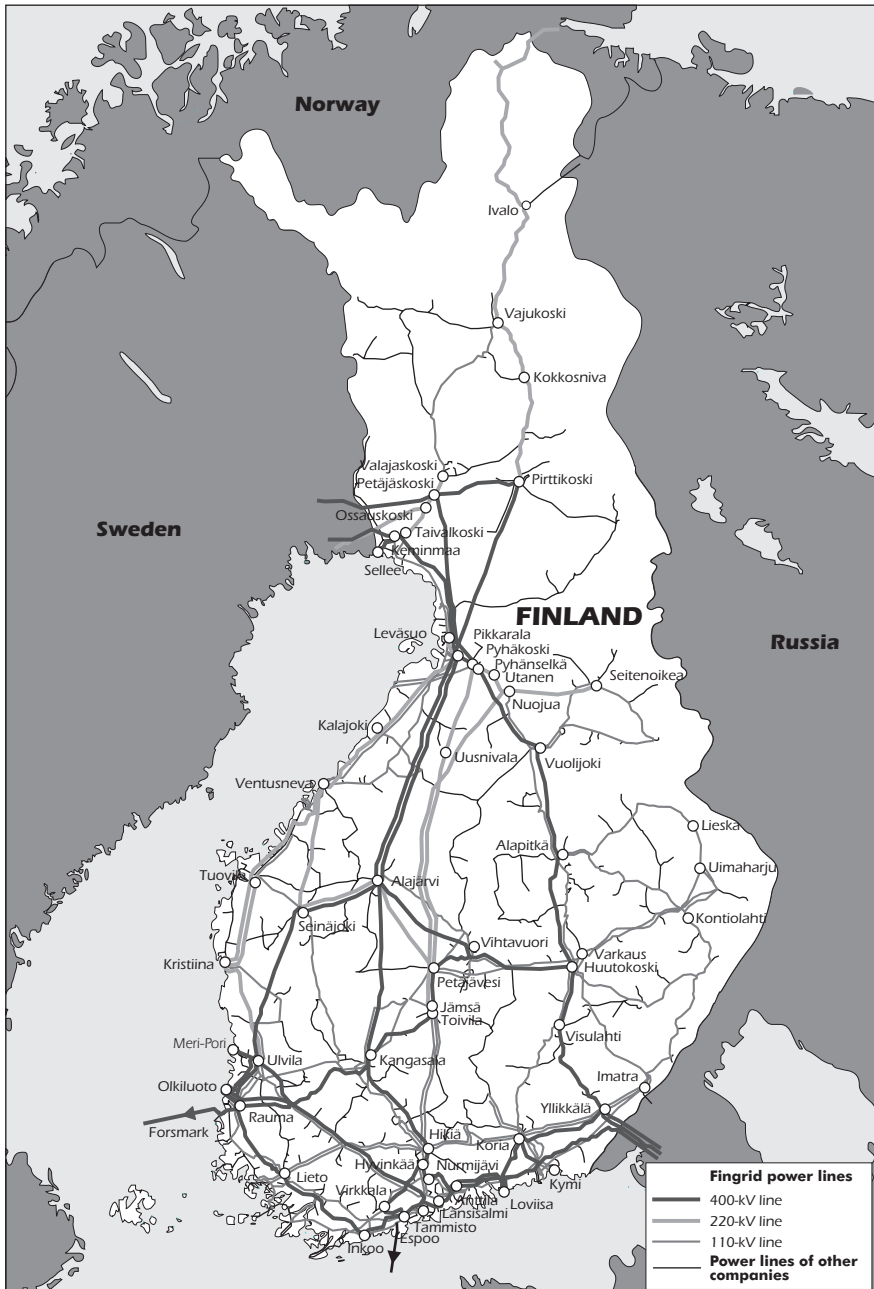 Norway
Ivalo
Vajukoski
Kokkosniva
Valajaskoski
Petäjäskoski
Pirttikoski
Ossauskoski
Sweden
Taivalkoski
Keminmaa
Sellee
FINLAND
Russia
Leväsuo
Pikkarala
Pyhäkoski
Pyhänselkä
Utanen
Seitenoikea
Nuojua
Kalajoki
Uusnivala
Vuolijoki
Ventusneva
Lieska
Alapitkä
Uimaharju
Tuovila
Alajärvi
Kontiolahti
Seinäjoki
Vihtavuori
Kristiina
Varkaus
Huutokoski
Petäjävesi
Jämsä
Toivila
Visulahti
Meri-Pori
Ulvila
Kangasala
Imatra
Olkiluoto
Rauma
Yllikkälä
Forsmark
Hikiä
Koria
Hyvinkää
Nurmijävi
Kymi
Lieto
Virkkala
Anttila
Länsisalmi
Loviisa
Tammisto
Espoo
Inkoo
Fingrid power lines
400-kV line
220-kV line
110-kV line
Power lines of other
companies